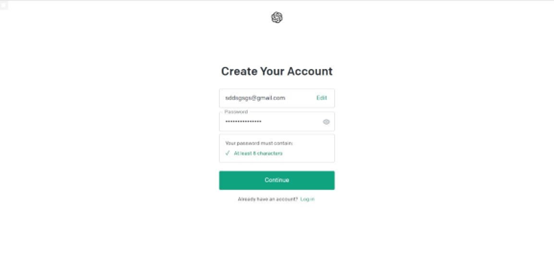 Create Your Account
sddsgsgs@gmail.com Edit
Password
•••••••••••••••
Your password must contain:
✓ At least 8 characters
Continue
Already have an account? Log in